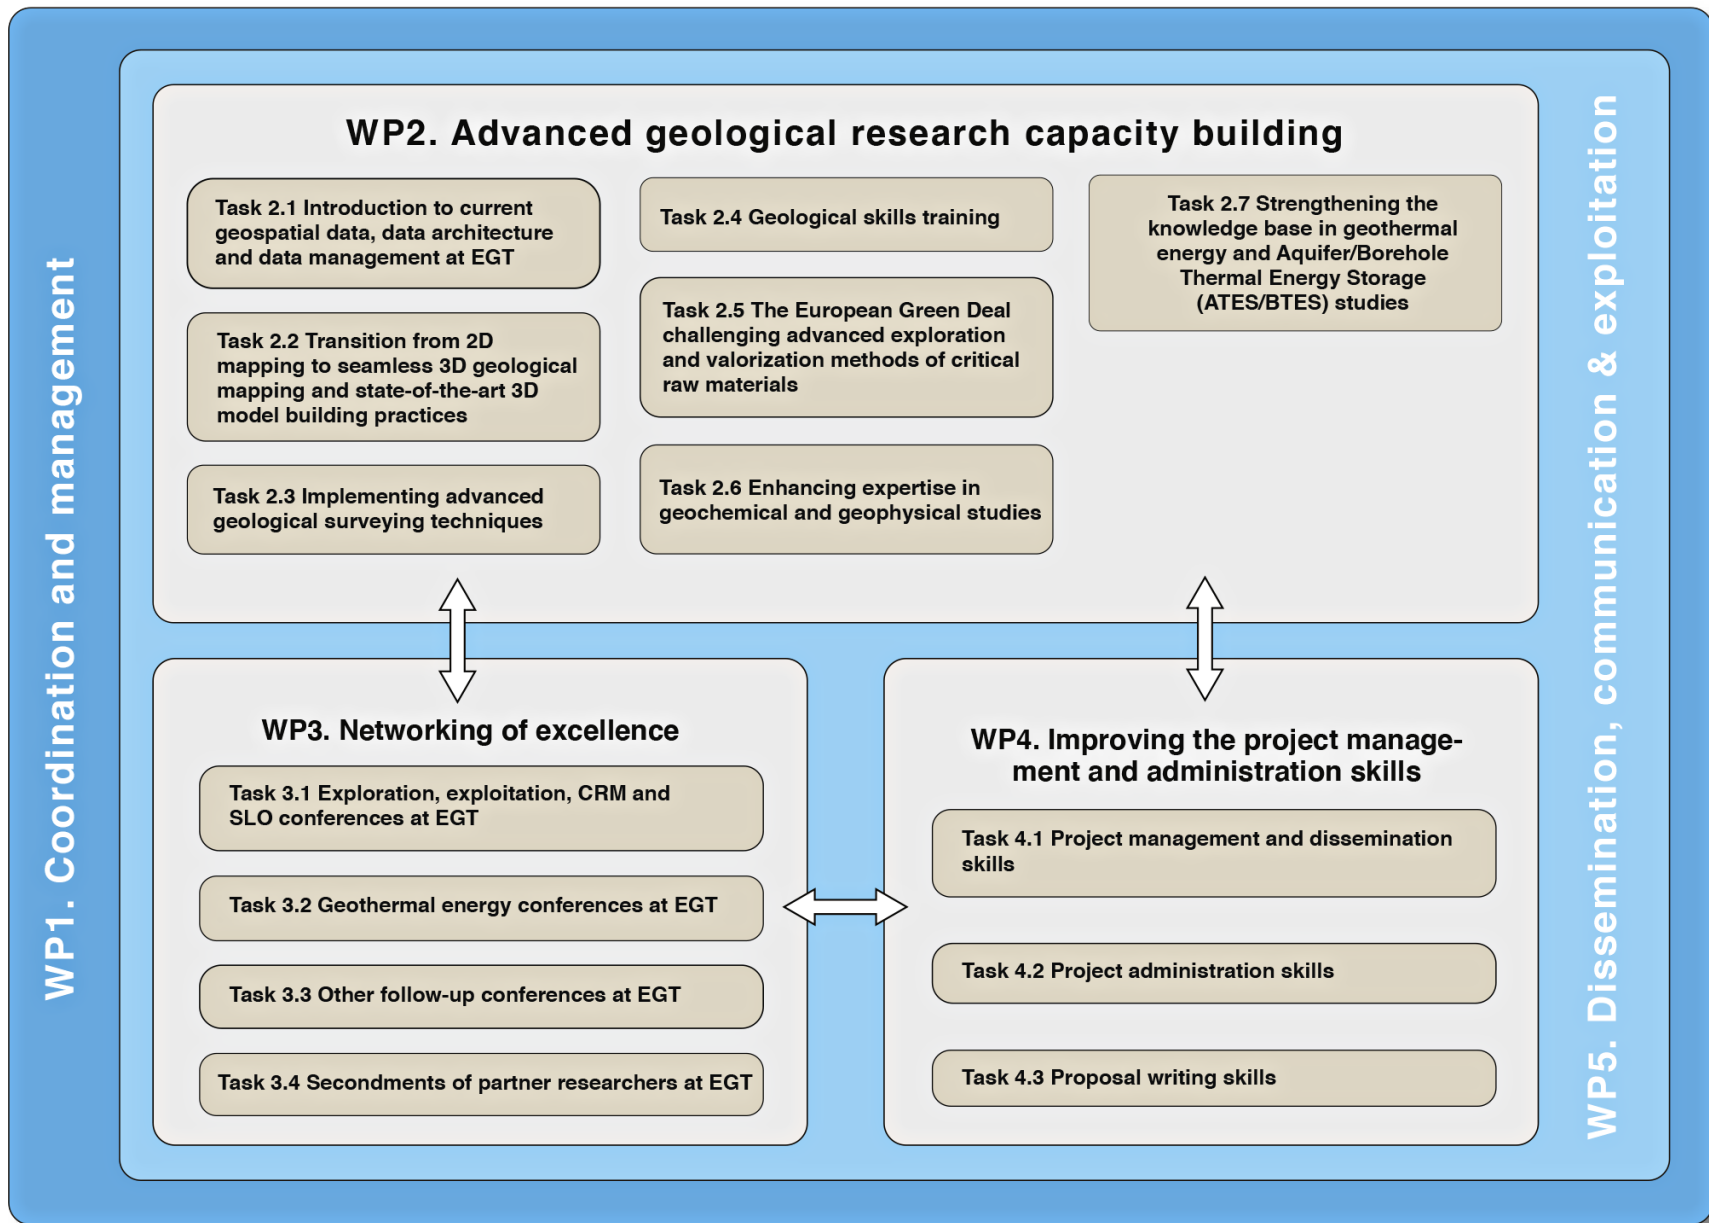 WP1. Coordination and management
WP2. Advanced geological research capacity building
Task 2.1 Introduction to current
geospatial data, data architecture
and data management at EGT
Task 2.2 Transition from 2D
mapping to seamless 3D geological
mapping and state-of-the-art 3D
model building practices
Task 2.3 Implementing advanced
geological surveying techniques
Task 2.4 Geological skills training
Task 2.5 The European Green Deal
challenging advanced exploration
and valorization methods of critical
raw materials
Task 2.6 Enhancing expertise in
geochemical and geophysical studies
Task 2.7 Strengthening the
knowledge base in geothermal
energy and Aquifer/Borehole
Thermal Energy Storage
(ATES/BTES) studies
WP3. Networking of excellence
Task 3.1 Exploration, exploitation, CRM and
SLO conferences at EGT
Task 3.2 Geothermal energy conferences at EGT
Task 3.3 Other follow-up conferences at EGT
Task 3.4 Secondments of partner researchers at EGT
WP4. Improving the project manage-
ment and administration skills
Task 4.1 Project management and dissemination
skills
Task 4.2 Project administration skills
Task 4.3 Proposal writing skills
WP5. Dissemination, communication & exploitation